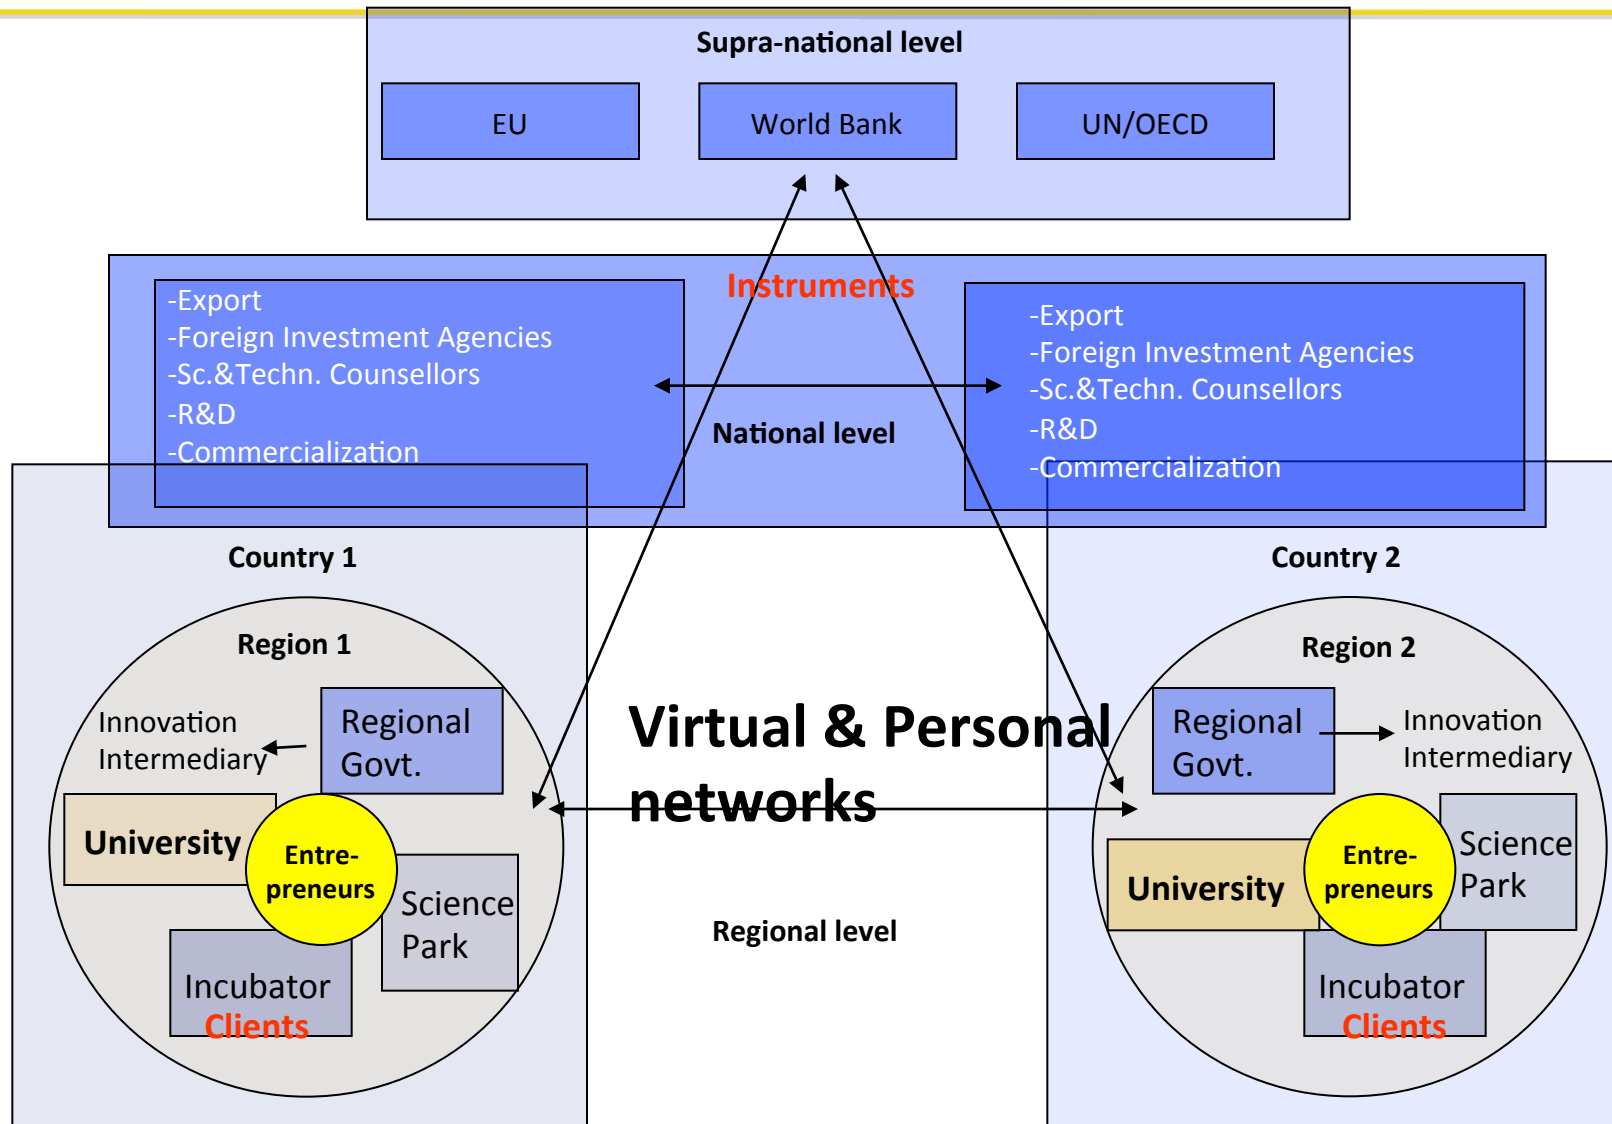 Supra-national level
EU
World Bank
UN/OECD
Instruments
-Export
-Foreign Investment Agencies
-Sc.&Techn. Counsellors
-R&D
-Commercialization
National level
-Export
-Foreign Investment Agencies
-Sc.&Techn. Counsellors
-R&D
-Commercialization
Country 1
Region 1
Innovation
Intermediary
Regional
Govt.
University
Entre-
preneurs
Science
Park
Incubator
Clients
Virtual & Personal
networks
Regional level
Country 2
Region 2
Regional
Govt.
Innovation
Intermediary
University
Entre-
preneurs
Science
Park
Incubator
Clients